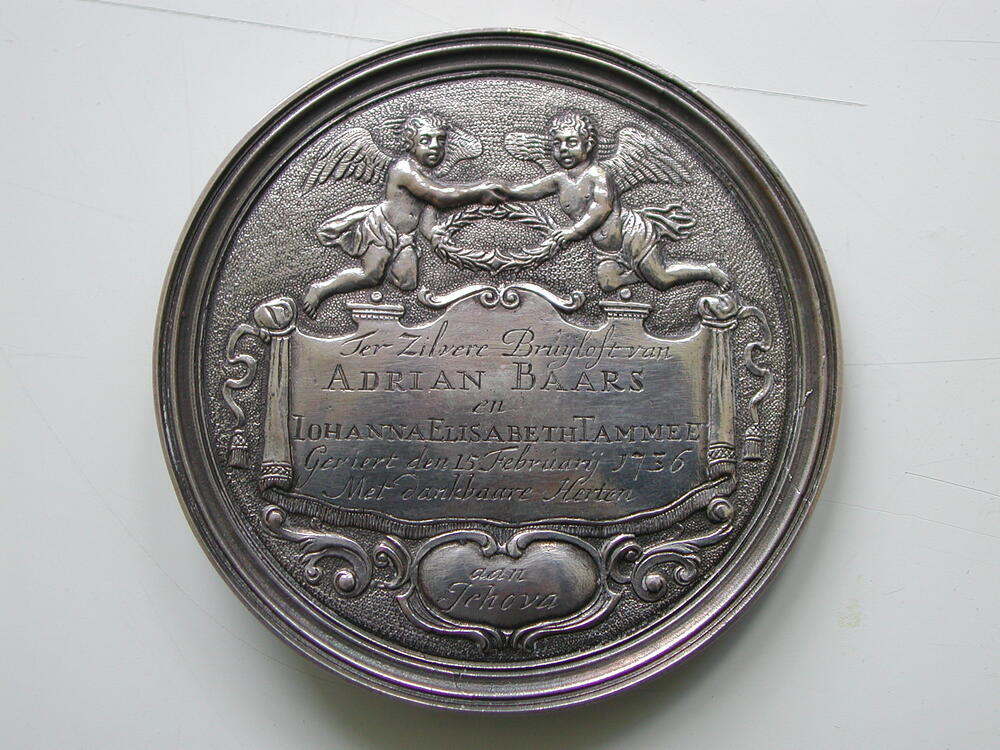 Ter Zilvere Brúyloft van
ADRIAN BAARS
en
IOHANNA ELISABETH TAMMEE
Geviert den 15 Februarij 1736
Met dankbaare Herten
aan
Jehova